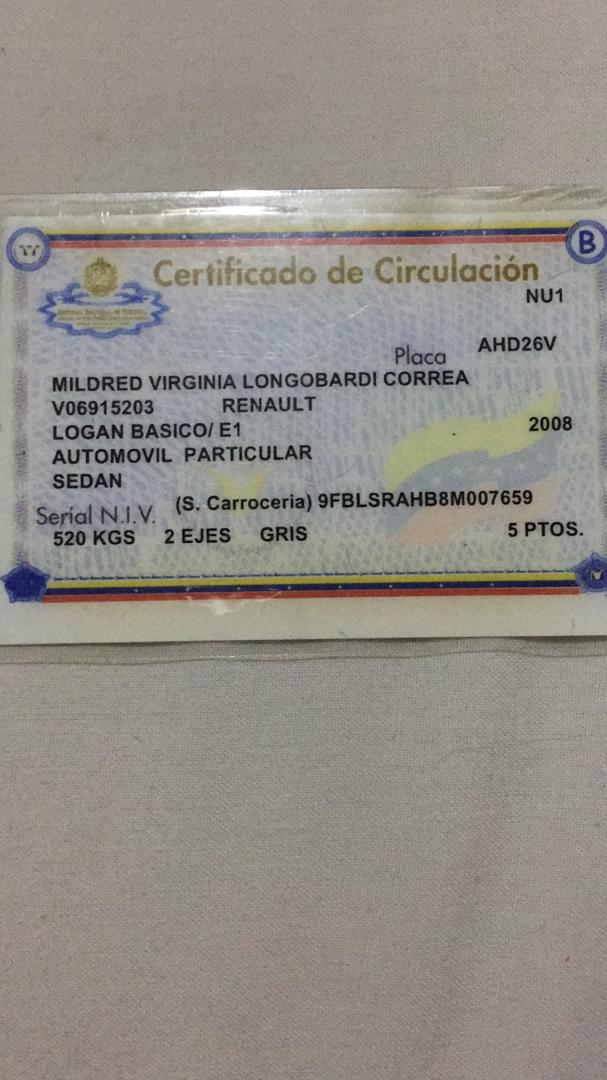 B
Certificado de Circulación
NU1
Placa AHD26V
MILDRED VIRGINIA LONGOBARDI CORREA
V06915203 RENAULT
LOGAN BASICO/ E1 2008
AUTOMOVIL PARTICULAR
SEDAN
Serial N.I.V. (S. Carroceria) 9FBLSRAHB8M007659
520 KGS 2 EJES GRIS 5 PTOS.